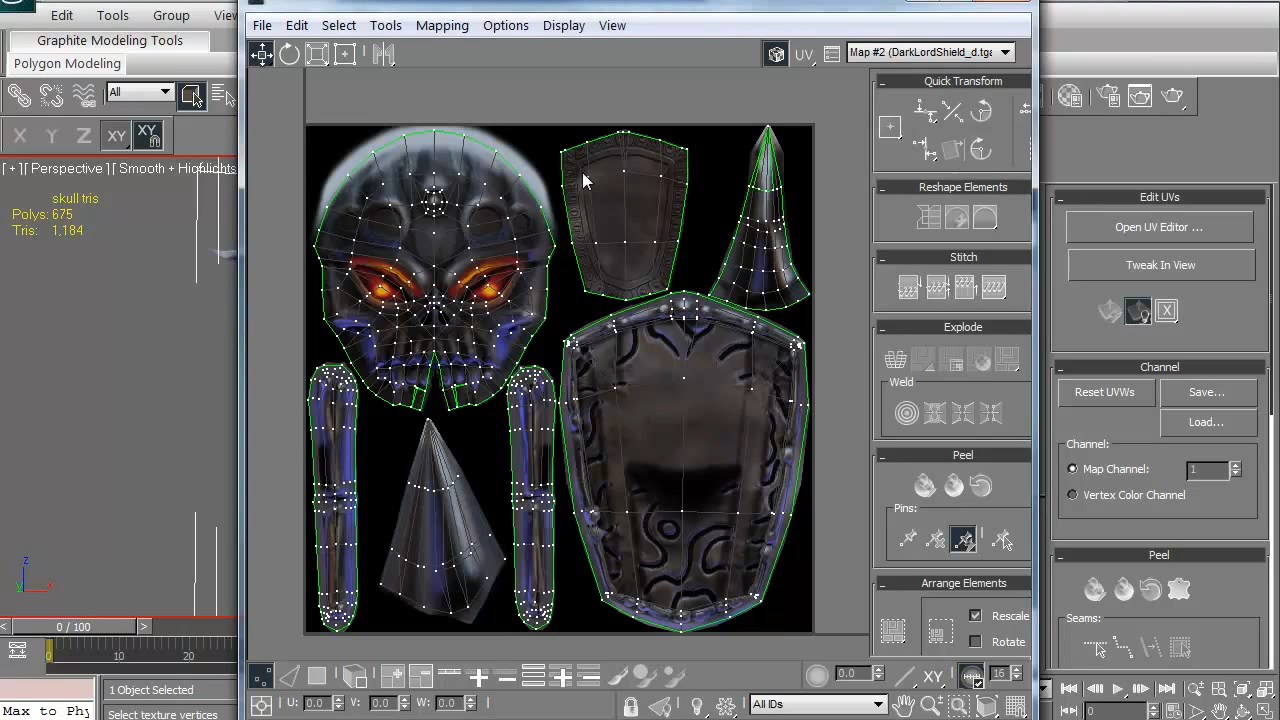 Edit Tools Group
Graphite Modeling Tools
Polygon Modeling
All
X Y Z XY XY
[ + ] [ Perspective ] [ Smooth + Highlights
skull tris
Polys: 675
Tris: 1,184
z
x
y
0 / 100
0 10 20
1 Object Selected
Select texture vertices
Max to Phy
File Edit Select Tools Mapping Options Display View
UV Map #2 (DarkLordShield_d.tga
Quick Transform
Reshape Elements
Stitch
Explode
Weld
Peel
Pins:
Arrange Elements
Rescale
Rotate
0.0 XY 16
U: 0.0 V: 0.0 W: 0.0 All IDs
Edit UVs
Open UV Editor ...
Tweak In View
Channel
Reset UVWs Save...
Load...
Channel:
Map Channel: 1
Vertex Color Channel
Peel
Seams:
0